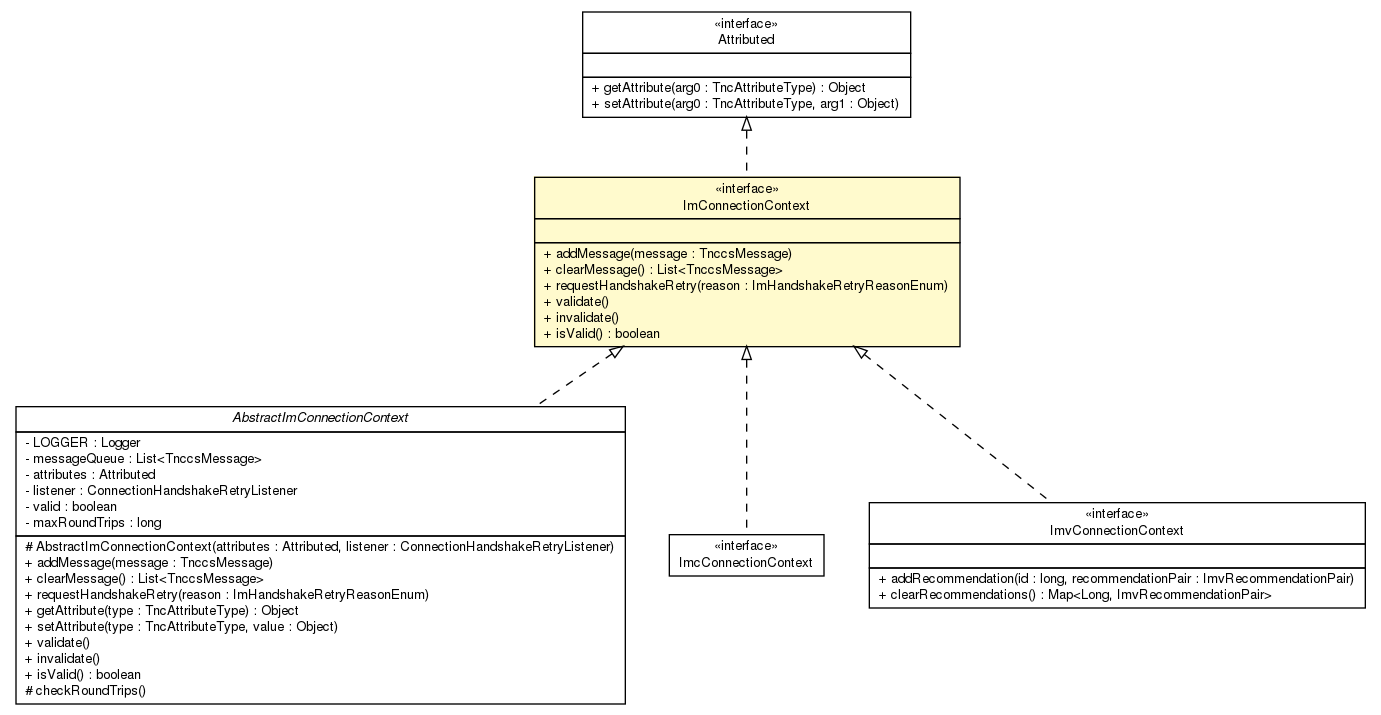 «interface»
Attributed
+ getAttribute(arg0 : TncAttributeType) : Object
+ setAttribute(arg0 : TncAttributeType, arg1 : Object)
«interface»
ImConnectionContext
+ addMessage(message : TnccsMessage)
+ clearMessage() : List<TnccsMessage>
+ requestHandshakeRetry(reason : ImHandshakeRetryReasonEnum)
+ validate()
+ invalidate()
+ isValid() : boolean
AbstractImConnectionContext
- LOGGER : Logger
- messageQueue : List<TnccsMessage>
- attributes : Attributed
- listener : ConnectionHandshakeRetryListener
- valid : boolean
- maxRoundTrips : long
# AbstractImConnectionContext(attributes : Attributed, listener : ConnectionHandshakeRetryListener)
+ addMessage(message : TnccsMessage)
+ clearMessage() : List<TnccsMessage>
+ requestHandshakeRetry(reason : ImHandshakeRetryReasonEnum)
+ getAttribute(type : TncAttributeType) : Object
+ setAttribute(type : TncAttributeType, value : Object)
+ validate()
+ invalidate()
+ isValid() : boolean
# checkRoundTrips()
«interface»
ImcConnectionContext
«interface»
ImvConnectionContext
+ addRecommendation(id : long, recommendationPair : ImvRecommendationPair)
+ clearRecommendations() : Map<Long, ImvRecommendationPair>